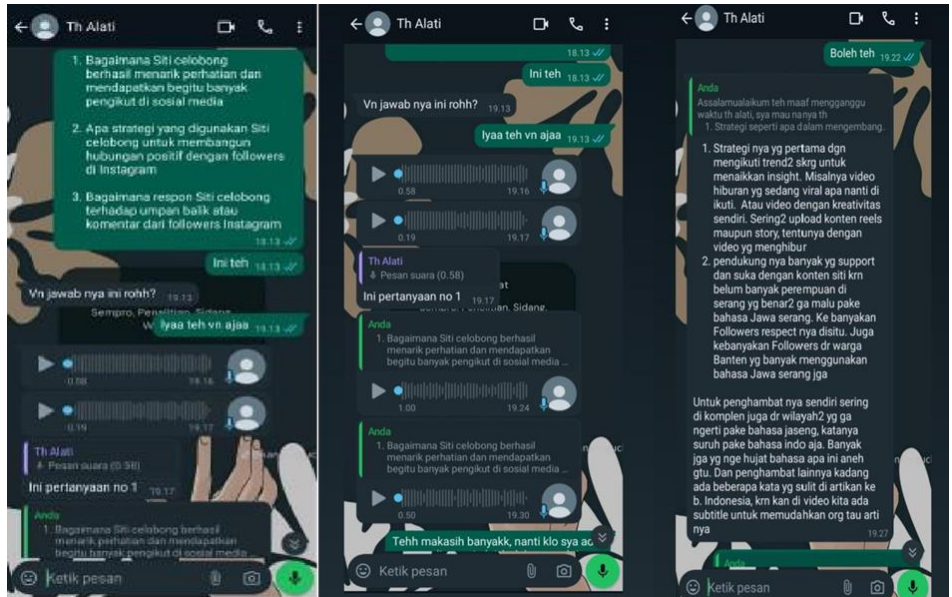 Th Alati
1. Bagaimana Siti celobong
berhasil menarik perhatian dan
mendapatkan begitu banyak
pengikut di sosial media
2. Apa strategi yang digunakan Siti
celobong untuk membangun
hubungan positif dengan followers
di Instagram
3. Bagaimana respon Siti celobong
terhadap umpan balik atau
komentar dari followers Instagram
18.13
Ini teh 18.13
Vn jawab nya ini rohh? 19.13
Sempro, Penelitian, Sidang,
Iyaa teh vn ajaa 19.13
0.58 19.16
0.19 19.17
Th Alati
Pesan suara (0.58)
Ini pertanyaan no 1 19.17
Anda
1. Bagaimana Siti celobong berhasil
menarik perhatian dan mendapatkan
begitu banyak pengikut di sosial media ...
Ketik pesan
Th Alati
18.13
Ini teh 18.13
Vn jawab nya ini rohh? 19.13
Iyaa teh vn ajaa 19.13
0.58 19.16
0.19 19.17
Th Alati
Pesan suara (0.58)
Ini pertanyaan no 1 19.17
Sempro, Penelitian, Sidang,
Anda
1. Bagaimana Siti celobong berhasil
menarik perhatian dan mendapatkan
begitu banyak pengikut di sosial media ...
1.00 19.24
Anda
1. Bagaimana Siti celobong berhasil
menarik perhatian dan mendapatkan
begitu banyak pengikut di sosial media ...
0.50 19.30
Tehh makasih banyakk, nanti klo sya ad
Ketik pesan
Th Alati
Boleh teh 19.22
Anda
Assalamualaikum teh maaf mengganggu
waktu th alati, sya mau nanya th
1. Strategi seperti apa dalam mengembang..
1. Strategi nya yg pertama dgn
mengikuti trend2 skrg untuk
menaikkan insight. Misalnya video
hiburan yg sedang viral apa nanti di
ikuti. Atau video dengan kreativitas
sendiri. Sering2 upload konten reels
maupun story, tentunya dengan
video yg menghibur
2. pendukung nya banyak yg support
dan suka dengan konten siti krn
belum banyak perempuan di
serang yg benar2 ga malu pake
bahasa Jawa serang. Ke banyakan
Followers respect nya disitu. Juga
kebanyakan Followers dr warga
Banten yg banyak menggunakan
bahasa Jawa serang jga
Untuk penghambat nya sendiri sering
di komplen juga dr wilayah2 yg ga
ngerti pake bahasa jaseng, katanya
suruh pake bahasa indo aja. Banyak
jga yg nge hujat bahasa apa ini aneh
gtu. Dan penghambat lainnya kadang
ada beberapa kata yg sulit di artikan ke
b. Indonesia, krn kan di video kita ada
subtitle untuk memudahkan org tau arti
nya 19.27
Anda
Ketik pesan